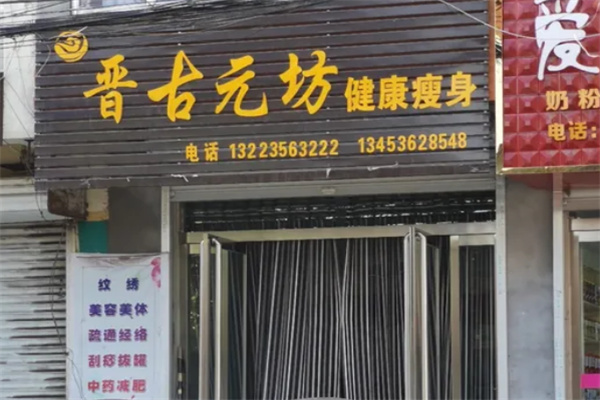 晋古元坊 健康瘦身
电话 13223563222 13453628548
爱
奶粉
电话:
纹绣
美容美体
疏通经络
刮痧拔罐
中药减肥